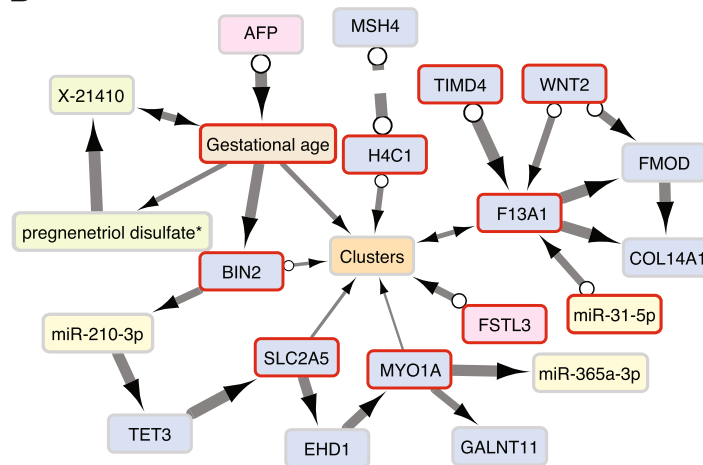 AFP
MSH4
X-21410
TIMD4
WNT2
Gestational age
H4C1
FMOD
F13A1
pregnenetriol disulfate*
Clusters
COL14A1
BIN2
miR-210-3p
FSTL3
miR-31-5p
SLC2A5
MYO1A
miR-365a-3p
TET3
EHD1
GALNT11